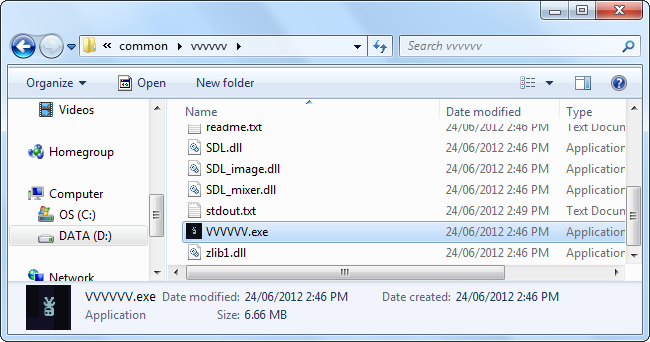 « common ▸ vvvvvv ▸ Search vvvvvv
Organize Open New folder
Name Date modified Type
Videos readme.txt 24/06/2012 2:46 PM Text Docum
Homegroup SDL.dll 24/06/2012 2:46 PM Application
SDL_image.dll 24/06/2012 2:46 PM Application
Computer SDL_mixer.dll 24/06/2012 2:46 PM Application
OS (C:) stdout.txt 24/06/2012 2:49 PM Text Docum
DATA (D:) VVVVVV.exe 24/06/2012 2:46 PM Application
Network zlib1.dll 24/06/2012 2:46 PM Application
VVVVVV.exe Date modified: 24/06/2012 2:46 PM Date created: 24/06/2012 2:46 PM
Application Size: 6.66 MB